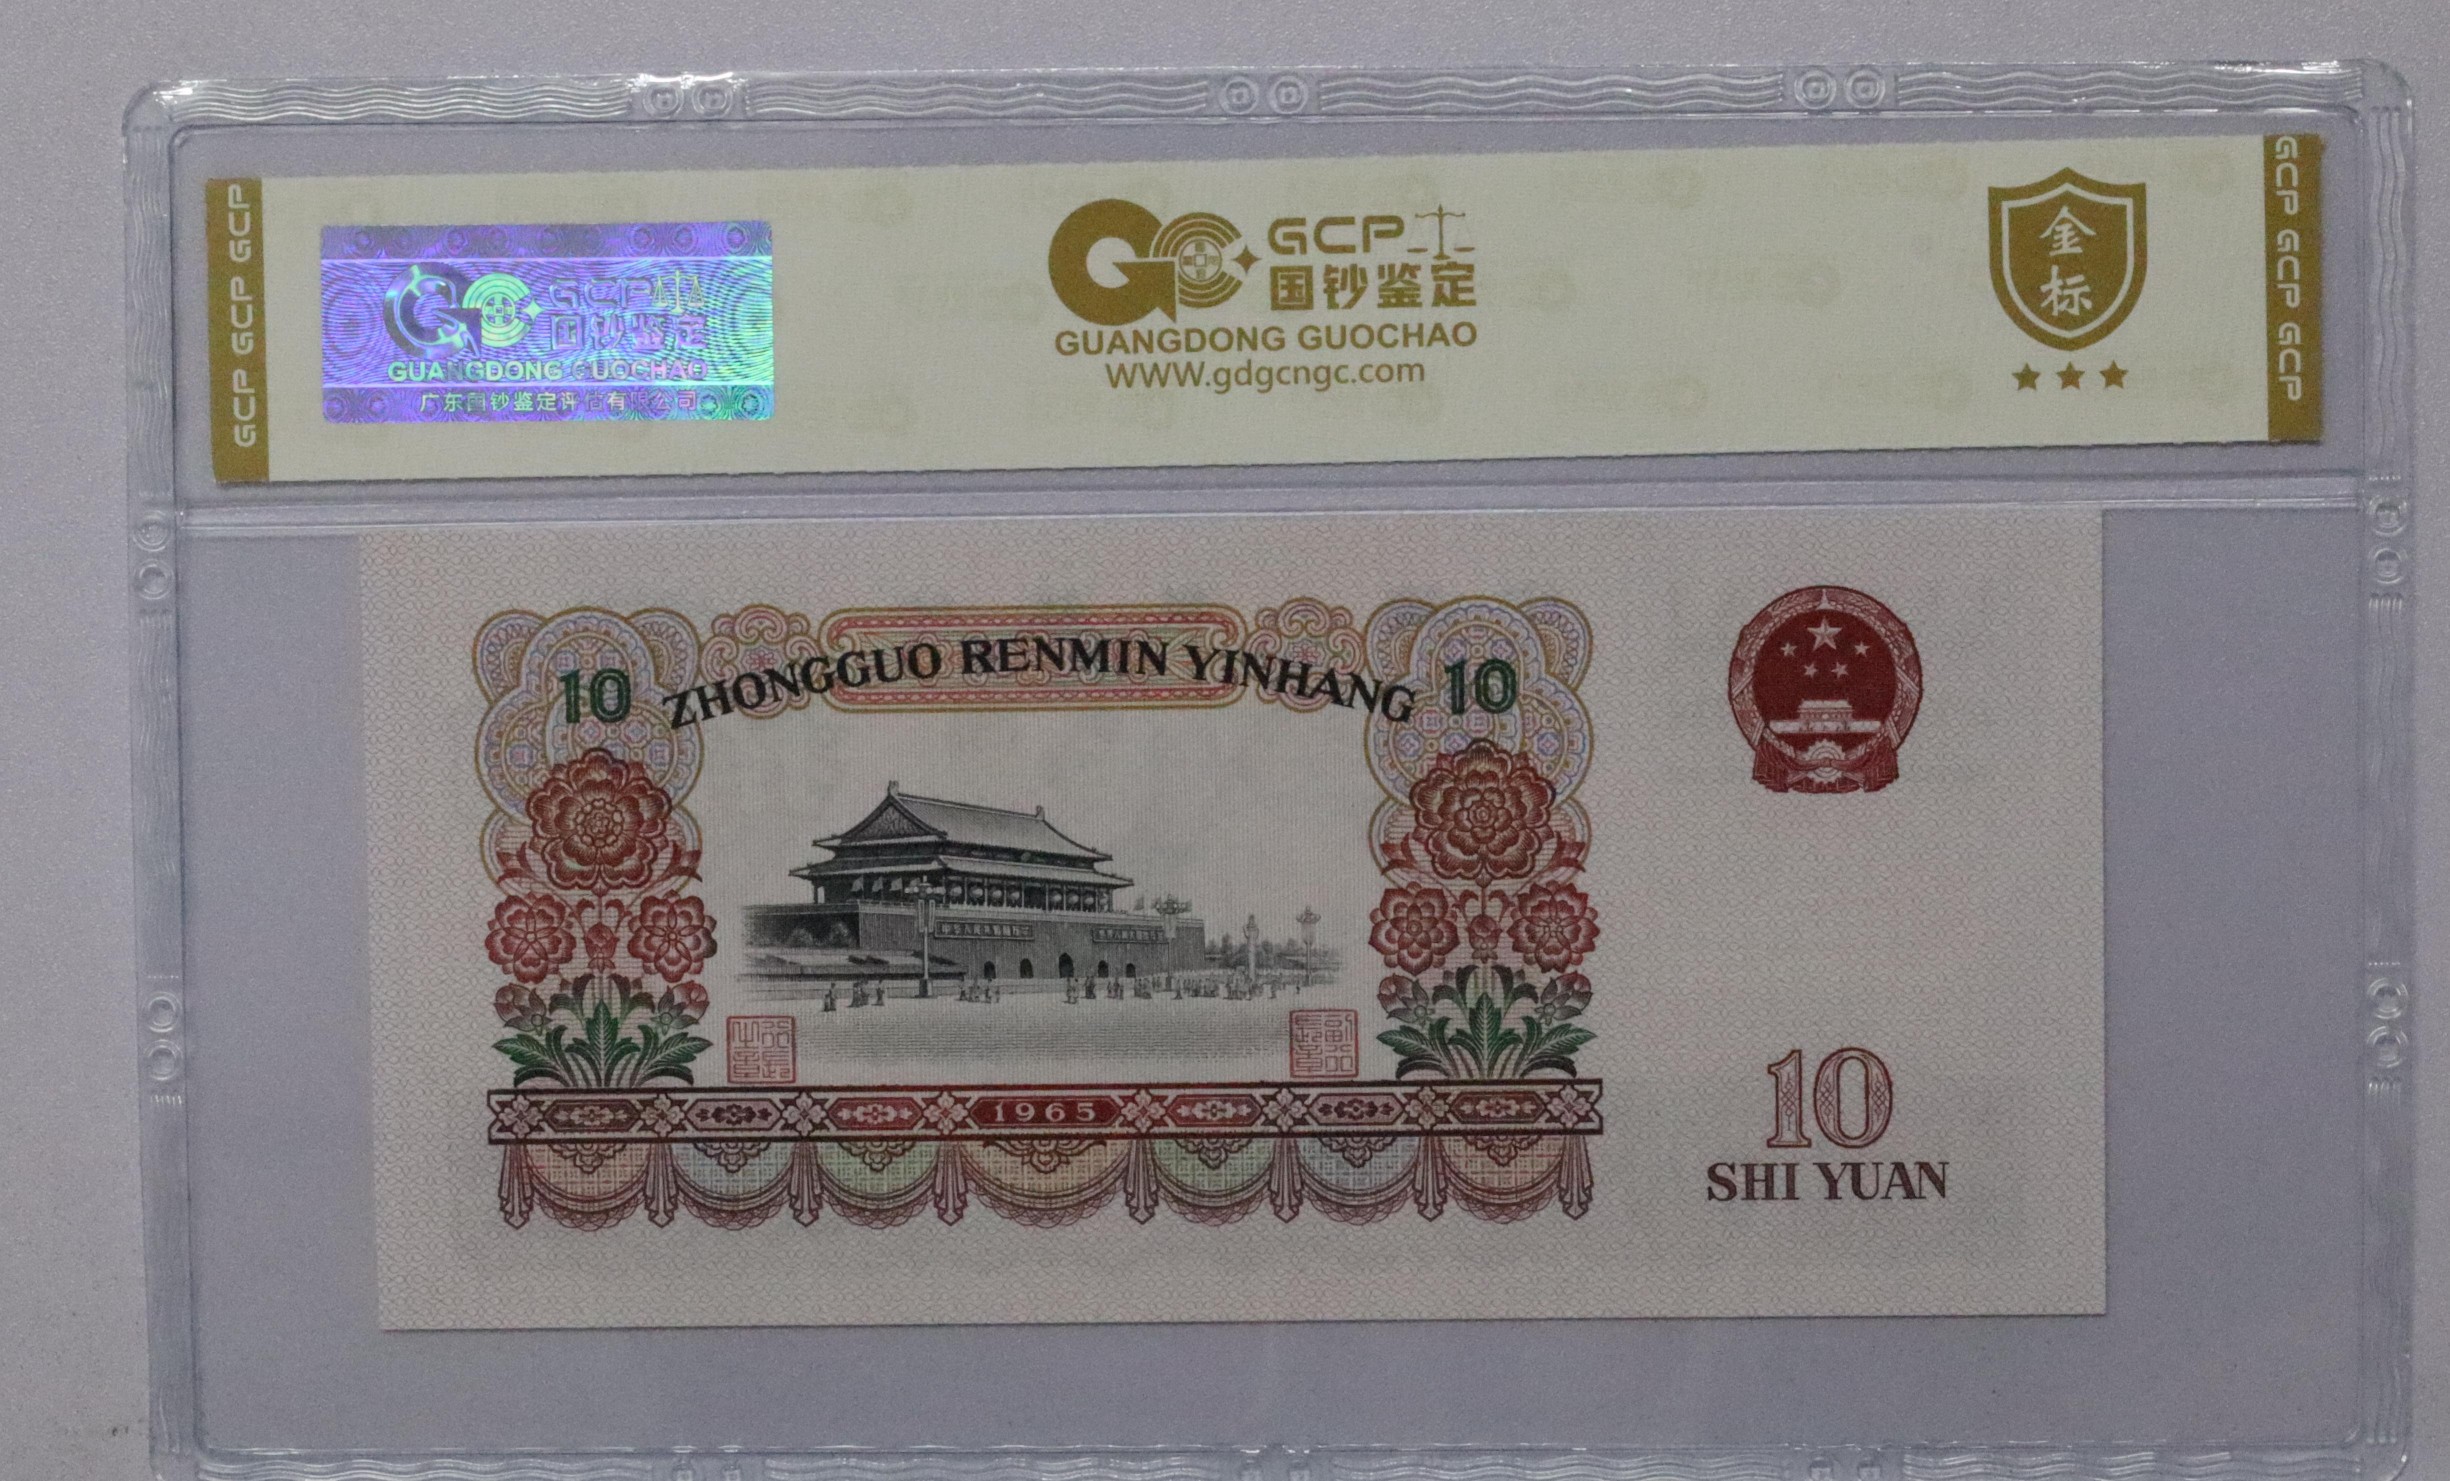 GCP GCP GCP
GCP
国钞鉴定
GUANGDONG GUOCHAO
广东国钞鉴定评估有限公司
GCP
国钞鉴定
GUANGDONG GUOCHAO
www.gdgcngc.com
金
标
GCP GCP GCP
10 ZHONGGUO RENMIN YINHANG 10
1965
10
SHI YUAN